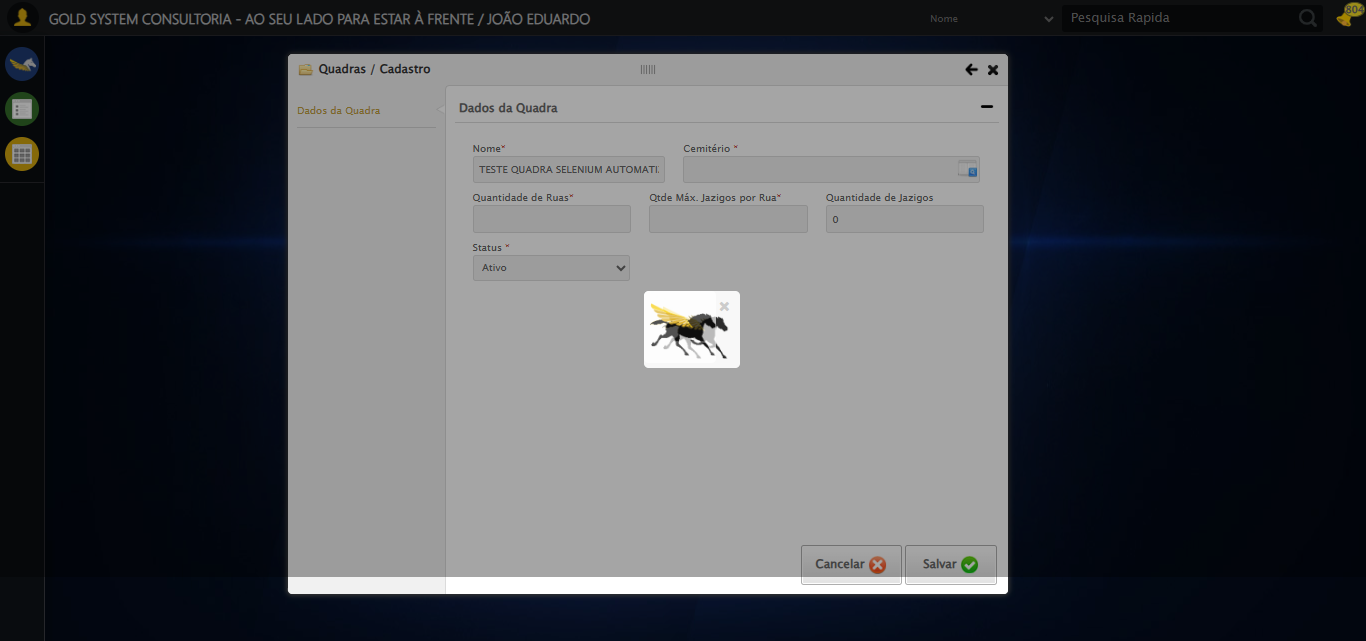 GOLD SYSTEM CONSULTORIA - AO SEU LADO PARA ESTAR À FRENTE / JOÃO EDUARDO
Nome
Pesquisa Rapida
804
Quadras / Cadastro
Dados da Quadra
Dados da Quadra
Nome*
Cemitério *
TESTE QUADRA SELENIUM AUTOMATI
Quantidade de Ruas*
Qtde Máx. Jazigos por Rua*
Quantidade de Jazigos
0
Status *
Ativo
Cancelar
Salvar